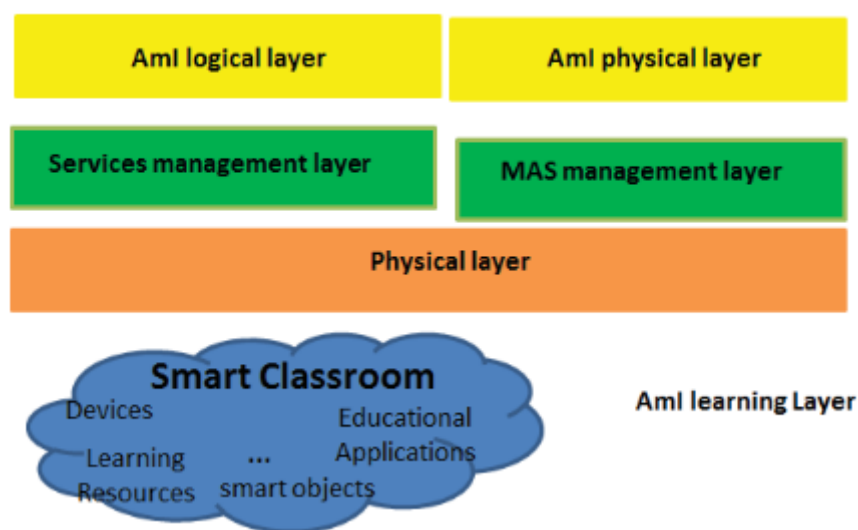 AmI logical layer
AmI physical layer
Services management layer
MAS management layer
Physical layer
Smart Classroom
Devices
Educational
Applications
Learning
Resources
...
smart objects
AmI learning Layer